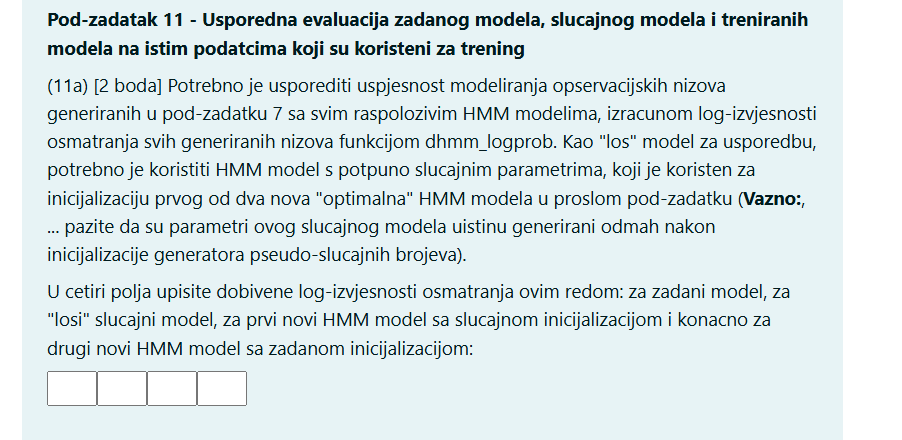 Pod-zadatak 11 - Usporedna evaluacija zadanog modela, slucajnog modela i treniranih
modela na istim podatcima koji su koristeni za trening
(11a) [2 boda] Potrebno je usporediti uspjesnost modeliranja opservacijskih nizova
generiranih u pod-zadatku 7 sa svim raspolozivim HMM modelima, izracunom log-izvjesnosti
osmatranja svih generiranih nizova funkcijom dhmm_logprob. Kao "los" model za usporedbu,
potrebno je koristiti HMM model s potpuno slucajnim parametrima, koji je koristen za
inicijalizaciju prvog od dva nova "optimalna" HMM modela u proslom pod-zadatku (Vazno:,
... pazite da su parametri ovog slucajnog modela uistinu generirani odmah nakon
inicijalizacije generatora pseudo-slucajnih brojeva).
U cetiri polja upisite dobivene log-izvjesnosti osmatranja ovim redom: za zadani model, za
"losi" slucajni model, za prvi novi HMM model sa slucajnom inicijalizacijom i konacno za
drugi novi HMM model sa zadanom inicijalizacijom: